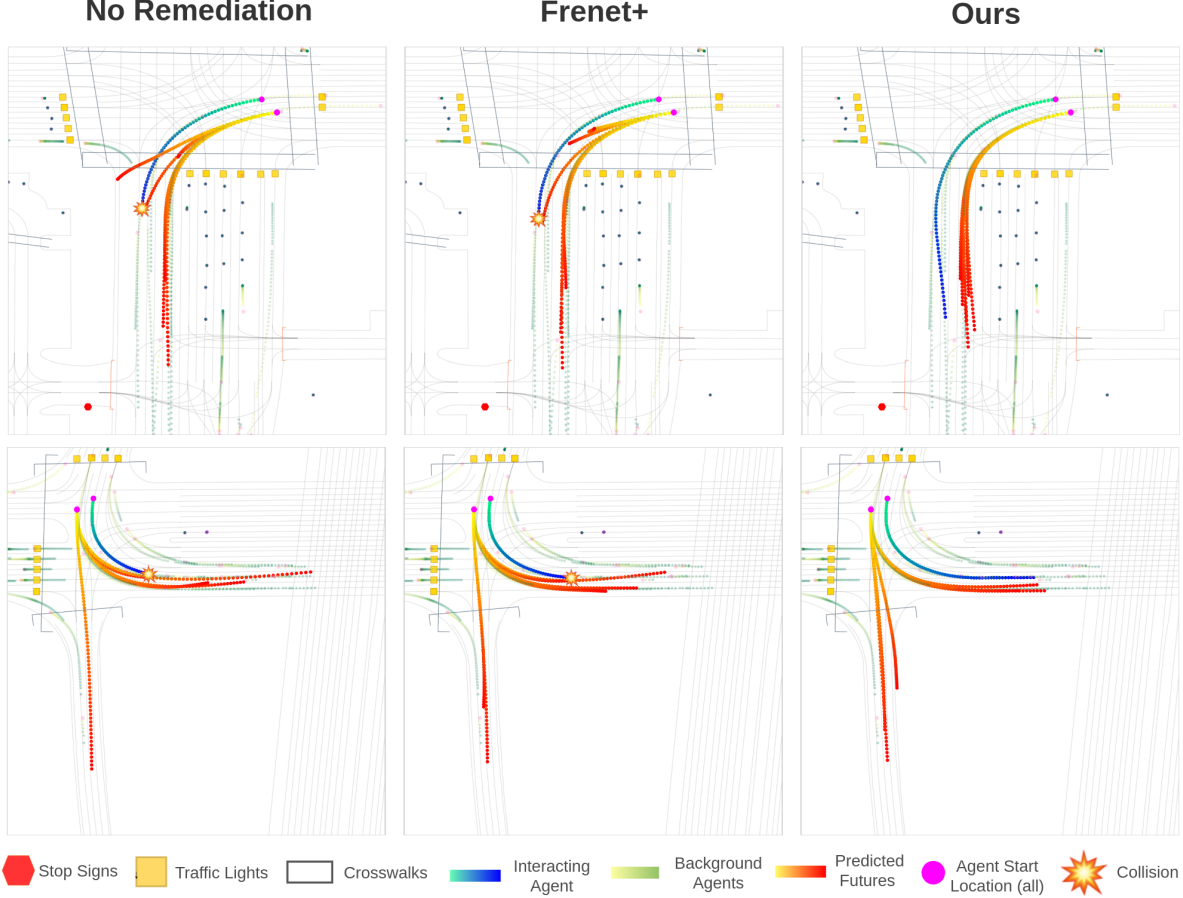 No Remediation
Frenet+
Ours
Stop Signs
Traffic Lights
Crosswalks
Interacting
Agent
Background
Agents
Predicted
Futures
Agent Start
Location (all)
Collision